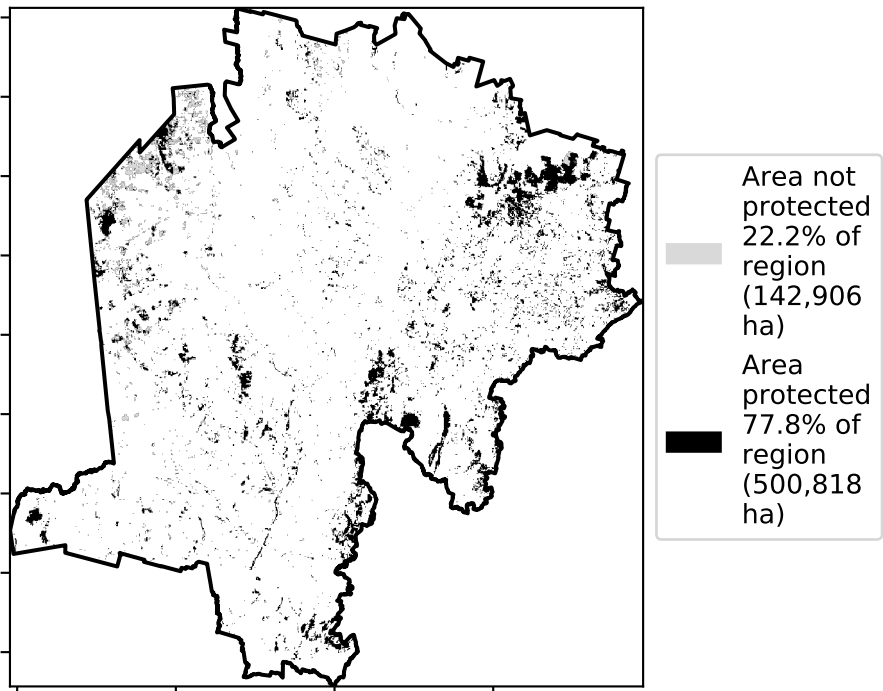 Area not
protected
22.2% of
region
(142,906
ha)
Area
protected
77.8% of
region
(500,818
ha)